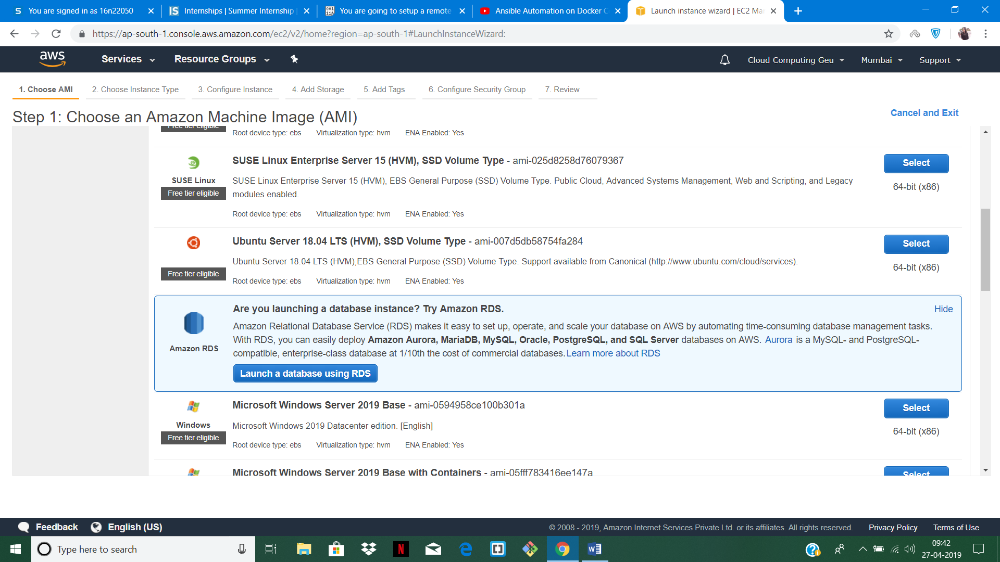 You are signed in as 16n22050
Internships | Summer Internship
You are going to setup a remote
Ansible Automation on Docker C
Launch instance wizard | EC2 Ma
https://ap-south-1.console.aws.amazon.com/ec2/v2/home?region=ap-south-1#LaunchInstanceWizard:
aws
Services
Resource Groups
Cloud Computing Geu
Mumbai
Support
1. Choose AMI
2. Choose Instance Type
3. Configure Instance
4. Add Storage
5. Add Tags
6. Configure Security Group
7. Review
Step 1: Choose an Amazon Machine Image (AMI)
Cancel and Exit
Free tier eligible
Root device type: ebs Virtualization type: hvm ENA Enabled: Yes
SUSE Linux
Free tier eligible
SUSE Linux Enterprise Server 15 (HVM), SSD Volume Type - ami-025d8258d76079367
SUSE Linux Enterprise Server 15 (HVM), EBS General Purpose (SSD) Volume Type. Public Cloud, Advanced Systems Management, Web and Scripting, and Legacy
modules enabled.
Root device type: ebs Virtualization type: hvm ENA Enabled: Yes
Select
64-bit (x86)
Free tier eligible
Ubuntu Server 18.04 LTS (HVM), SSD Volume Type - ami-007d5db58754fa284
Ubuntu Server 18.04 LTS (HVM),EBS General Purpose (SSD) Volume Type. Support available from Canonical (http://www.ubuntu.com/cloud/services).
Root device type: ebs Virtualization type: hvm ENA Enabled: Yes
Select
64-bit (x86)
Amazon RDS
Are you launching a database instance? Try Amazon RDS.
Hide
Amazon Relational Database Service (RDS) makes it easy to set up, operate, and scale your database on AWS by automating time-consuming database management tasks.
With RDS, you can easily deploy Amazon Aurora, MariaDB, MySQL, Oracle, PostgreSQL, and SQL Server databases on AWS. Aurora is a MySQL- and PostgreSQL-
compatible, enterprise-class database at 1/10th the cost of commercial databases. Learn more about RDS
Launch a database using RDS
Windows
Free tier eligible
Microsoft Windows Server 2019 Base - ami-0594958ce100b301a
Microsoft Windows 2019 Datacenter edition. [English]
Root device type: ebs Virtualization type: hvm ENA Enabled: Yes
Select
64-bit (x86)
Microsoft Windows Server 2019 Base with Containers - ami-05fff783416ee147a
Select
Feedback
English (US)
© 2008 - 2019, Amazon Internet Services Private Ltd. or its affiliates. All rights reserved.
Privacy Policy
Terms of Use
Type here to search
09:42
27-04-2019